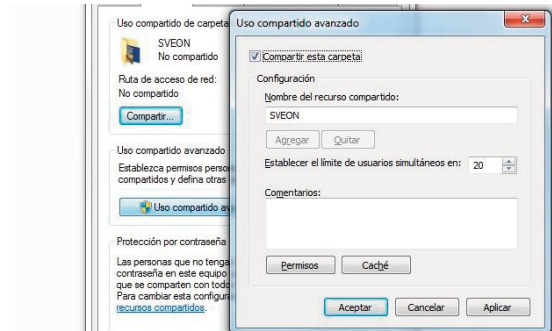 Uso compartido de carpeta
SVEON
No compartido
Ruta de acceso de red:
No compartido
Compartir...
Uso compartido avanzado
Establezca permisos perso
compartidos y defina otras
Uso compartido av
Protección por contraseña
Las personas que no tenga
contraseña en este equipo
que se comparten con todo
Para cambiar esta configura
recursos compartidos.
Uso compartido avanzado
Compartir esta carpeta
Configuración
Nombre del recurso compartido:
SVEON
Agregar Quitar
Establecer el límite de usuarios simultáneos en: 20
Comentarios:
Permisos Caché
Aceptar Cancelar Aplicar